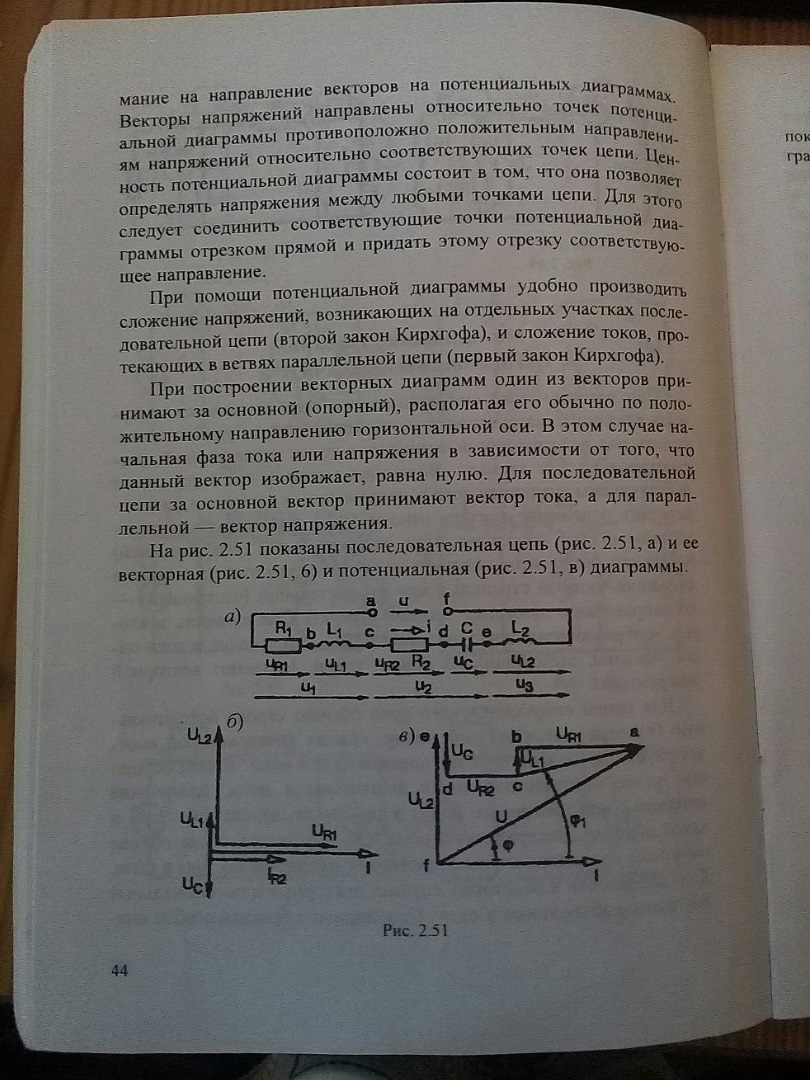 мание на направление векторов на потенциальных диаграммах.
Векторы напряжений направлены относительно точек потенци-
альной диаграммы противоположно положительным направлени-
ям напряжений относительно соответствующих точек цепи. Цен-
ность потенциальной диаграммы состоит в том, что она позволяет
определять напряжения между любыми точками цепи. Для этого
следует соединить соответствующие точки потенциальной диа-
граммы отрезком прямой и придать этому отрезку соответствую-
щее направление.
При помощи потенциальной диаграммы удобно производить
сложение напряжений, возникающих на отдельных участках после-
довательной цепи (второй закон Кирхгофа), и сложение токов, про-
текающих в ветвях параллельной цепи (первый закон Кирхгофа).
При построении векторных диаграмм один из векторов при-
нимают за основной (опорный), располагая его обычно по поло-
жительному направлению горизонтальной оси. В этом случае на-
чальная фаза тока или напряжения в зависимости от того, что
данный вектор изображает, равна нулю. Для последовательной
цепи за основной вектор принимают вектор тока, а для парал-
лельной — вектор напряжения.
На рис. 2.51 показаны последовательная цепь (рис. 2.51, а) и ее
векторная (рис. 2.51, б) и потенциальная (рис. 2.51, в) диаграммы.
а) a u f
R1 b L1 c i d C e L2
uR1 uL1 uR2 R2 uC uL2
u1 u2 u3
б)
UL2
UL1
UR1
UC
IR2
I
в) e
UC
b UR1 a
UL1
d UR2 c
UL2
U
φ
φ1
f
I
Рис. 2.51
44
пок
гра